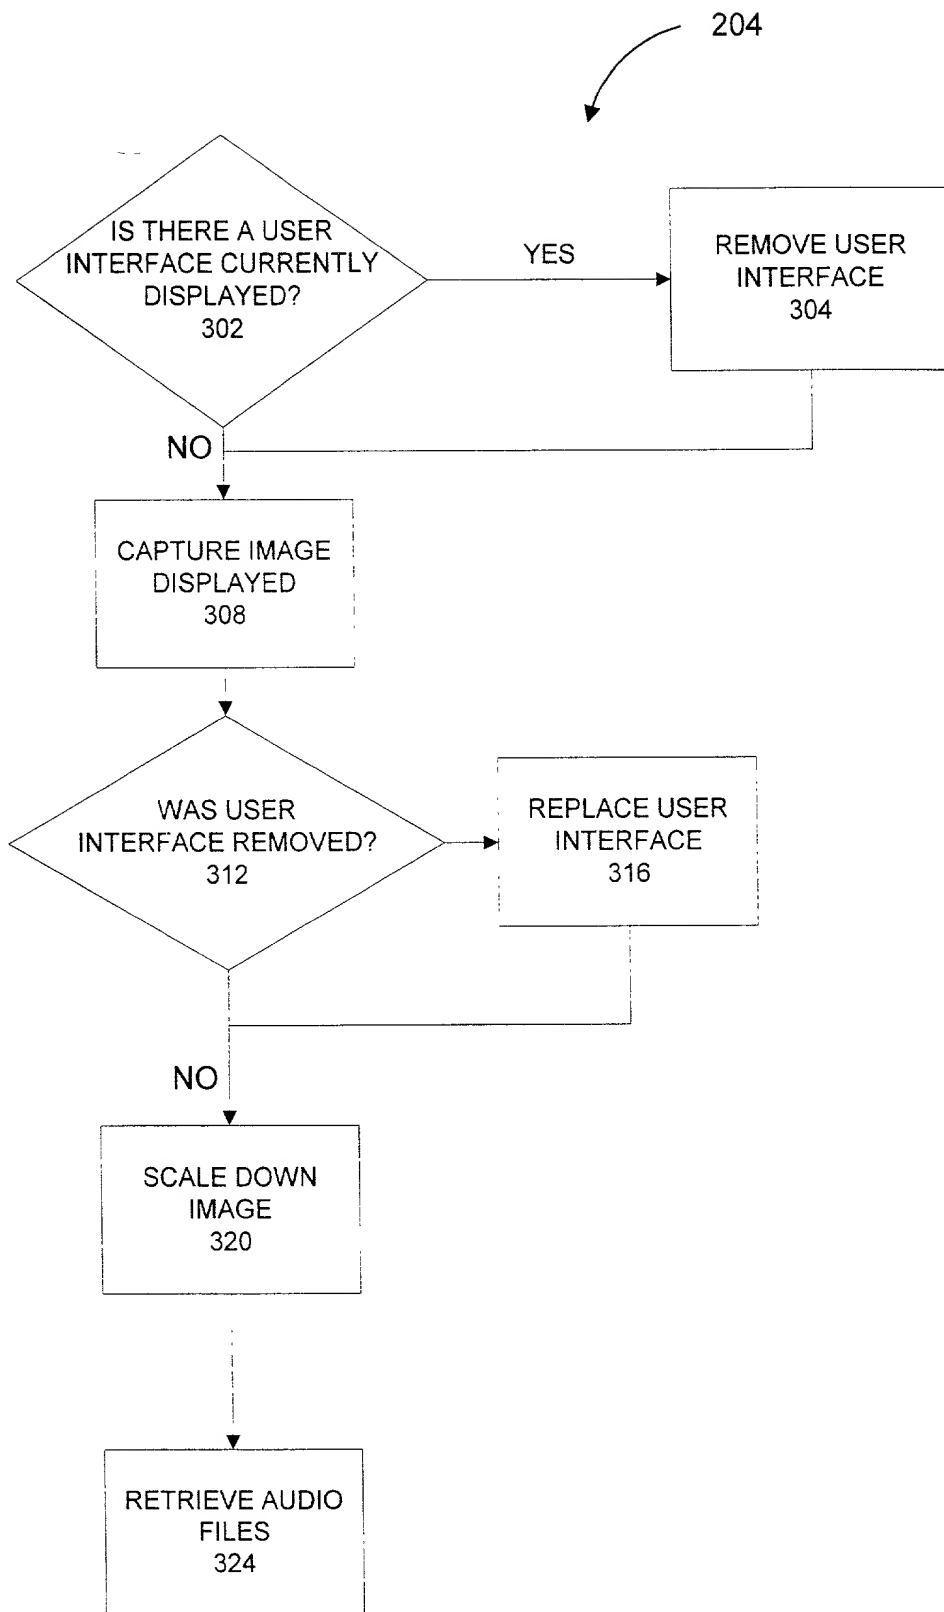 204
IS THERE A USER
INTERFACE CURRENTLY
DISPLAYED?
302
YES
REMOVE USER
INTERFACE
304
NO
CAPTURE IMAGE
DISPLAYED
308
WAS USER
INTERFACE REMOVED?
312
REPLACE USER
INTERFACE
316
NO
SCALE DOWN
IMAGE
320
RETRIEVE AUDIO
FILES
324